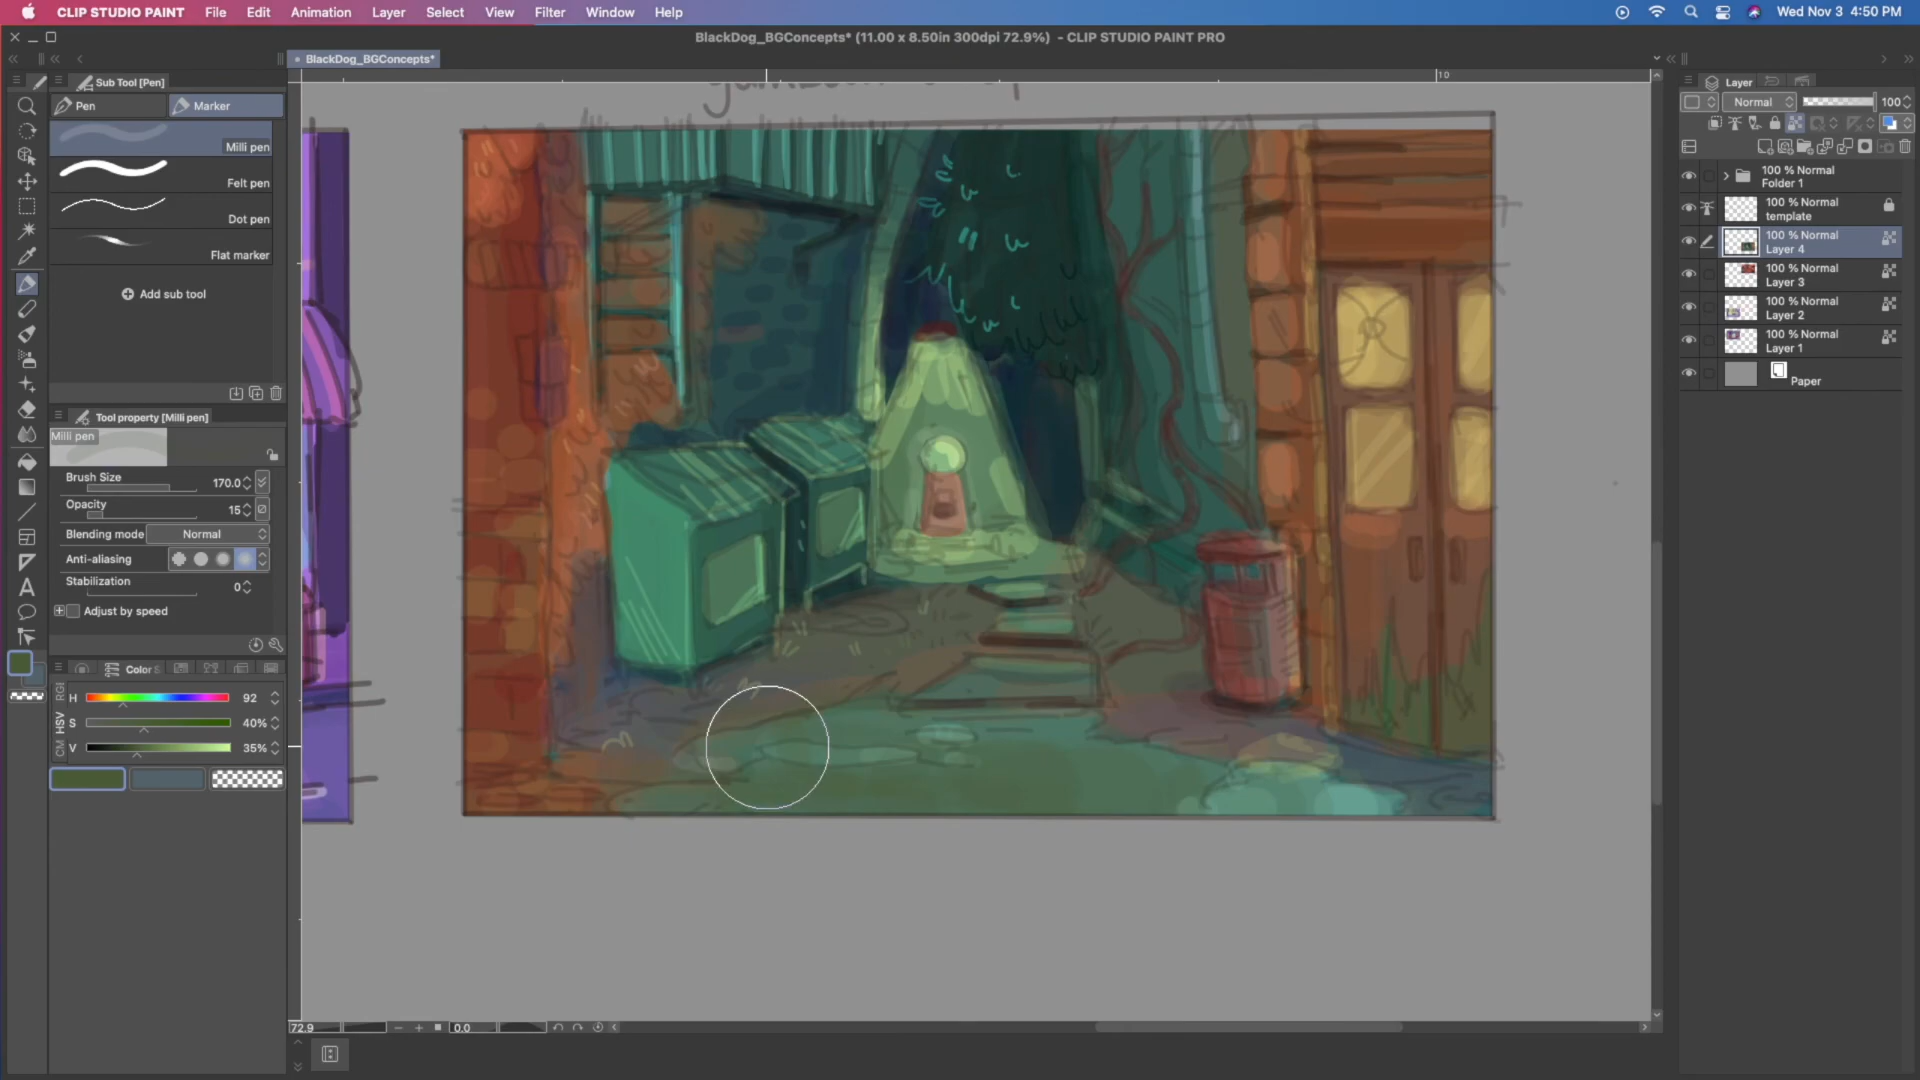 CLIP STUDIO PAINT File Edit Animation Layer Select View Filter Window Help Wed Nov 3 4:50 PM
BlackDog_BGConcepts* (11.00 x 8.50in 300dpi 72.9%) - CLIP STUDIO PAINT PRO
BlackDog_BGConcepts*
Sub Tool [Pen]
Pen Marker
Milli pen
Felt pen
Dot pen
Flat marker
Add sub tool
Tool property [Milli pen]
Milli pen
Brush Size 170.0
Opacity 15
Blending mode Normal
Anti-aliasing
Stabilization 0
Adjust by speed
Color S
RG
HSV
CM
H 92
S 40%
V 35%
10
72.9 0.0
Layer
Normal 100
100 % Normal
Folder 1
100 % Normal
template
100 % Normal
Layer 4
100 % Normal
Layer 3
100 % Normal
Layer 2
100 % Normal
Layer 1
Paper